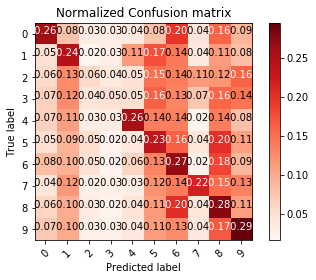 Normalized Confusion matrix
0 0.26 0.08 0.03 0.03 0.04 0.08 0.20 0.04 0.16 0.09
1 0.05 0.24 0.02 0.03 0.11 0.17 0.14 0.04 0.11 0.08
2 0.06 0.13 0.06 0.04 0.05 0.15 0.14 0.11 0.12 0.16
3 0.07 0.12 0.04 0.05 0.05 0.16 0.13 0.07 0.16 0.14
4 0.07 0.11 0.03 0.03 0.26 0.14 0.14 0.02 0.14 0.08
5 0.05 0.09 0.05 0.02 0.04 0.23 0.16 0.04 0.20 0.11
6 0.08 0.10 0.05 0.02 0.06 0.13 0.27 0.02 0.18 0.09
7 0.04 0.12 0.02 0.03 0.03 0.12 0.14 0.22 0.15 0.13
8 0.06 0.10 0.03 0.02 0.04 0.11 0.20 0.04 0.28 0.11
9 0.07 0.10 0.03 0.03 0.11 0.29
0 1 2 3 4 5 6 7 8 9
True label
Predicted label
0.25
0.20
0.15
0.10
0.05